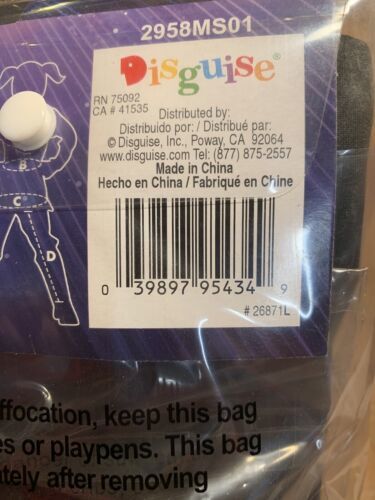 2958MS01
Disguise®
RN 75092
CA # 41535
Distributed by:
Distribuido por: / Distribué par:
© Disguise, Inc., Poway, CA 92064
www.disguise.com Tel: (877) 875-2557
Made in China
Hecho en China / Fabriqué en Chine
B
C
D
0 39897 95434 9
# 26871L
ffocation, keep this bag
es or playpens. This bag
ately after removing